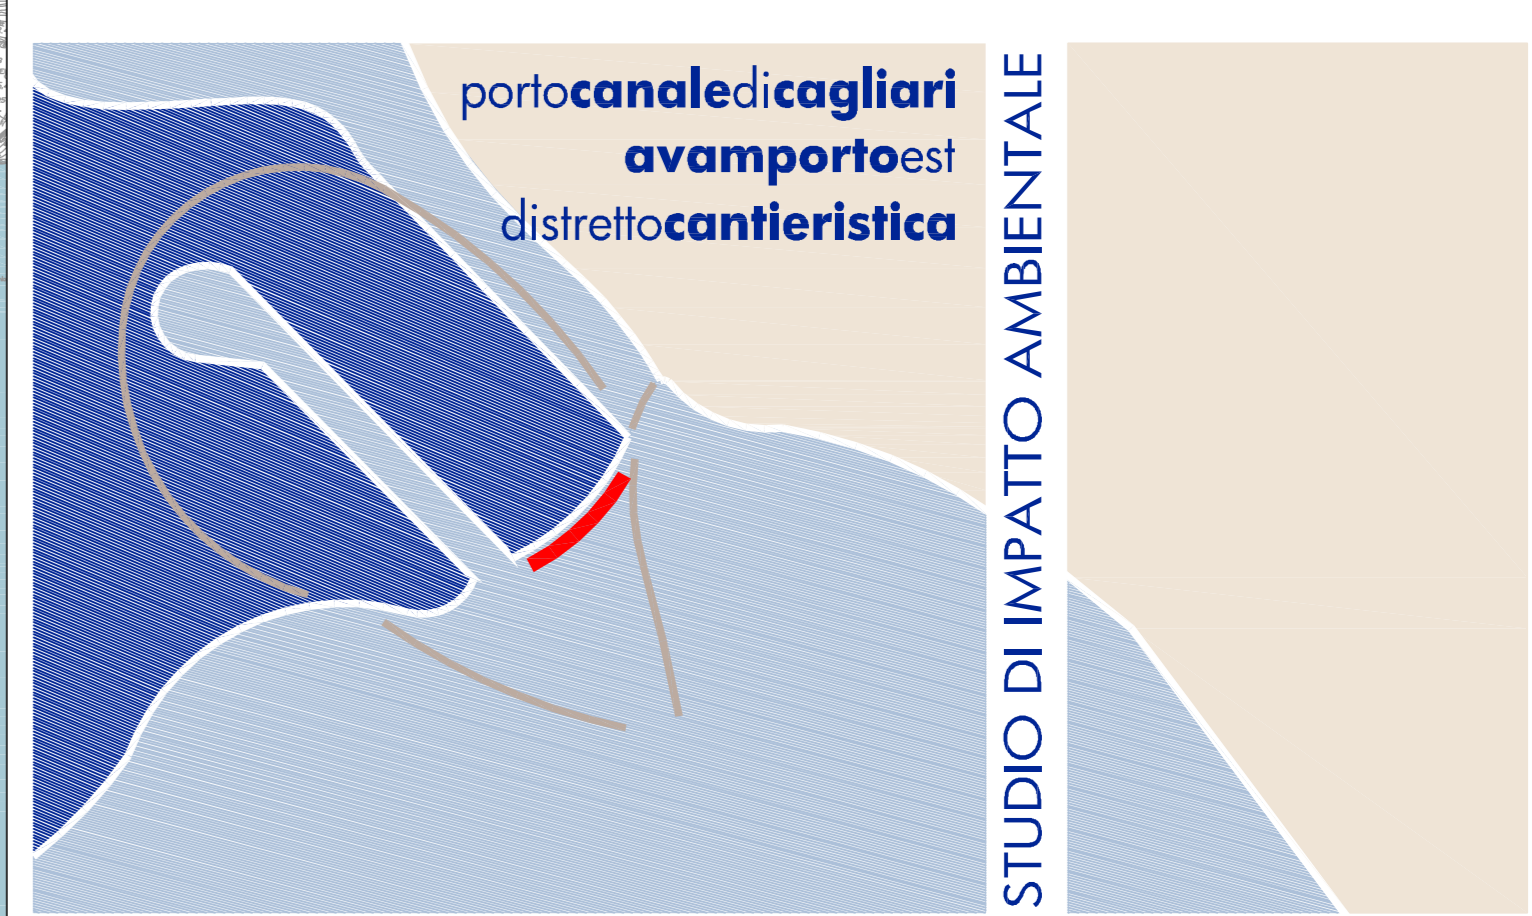 portocanaledicagliari
avamportoest
distrettocantieristica
STUDIO DI IMPATTO AMBIENTALE